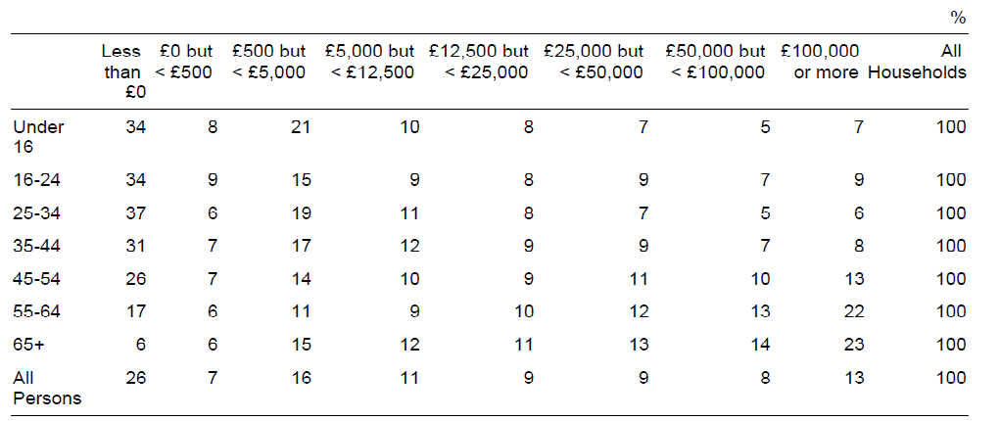 %
Less £0 but £500 but £5,000 but £12,500 but £25,000 but £50,000 but £100,000 All
than < £500 < £5,000 < £12,500 < £25,000 < £50,000 < £100,000 or more Households
£0
Under 34 8 21 10 8 7 5 7 100
16
16-24 34 9 15 9 8 9 7 9 100
25-34 37 6 19 11 8 7 5 6 100
35-44 31 7 17 12 9 9 7 8 100
45-54 26 7 14 10 9 11 10 13 100
55-64 17 6 11 9 10 12 13 22 100
65+ 6 6 15 12 11 13 14 23 100
All 26 7 16 11 9 9 8 13 100
Persons